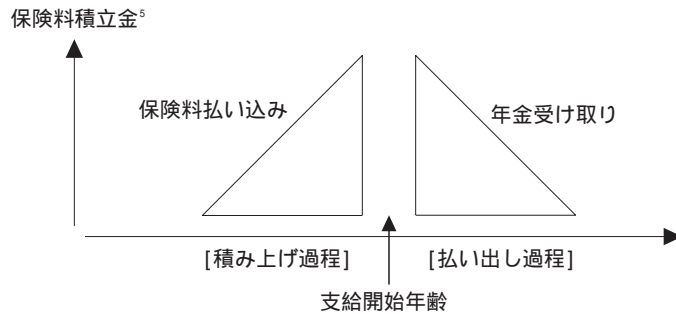 保険料積立金⁵
保険料払い込み
年金受け取り
[積み上げ過程]
[払い出し過程]
支給開始年齢